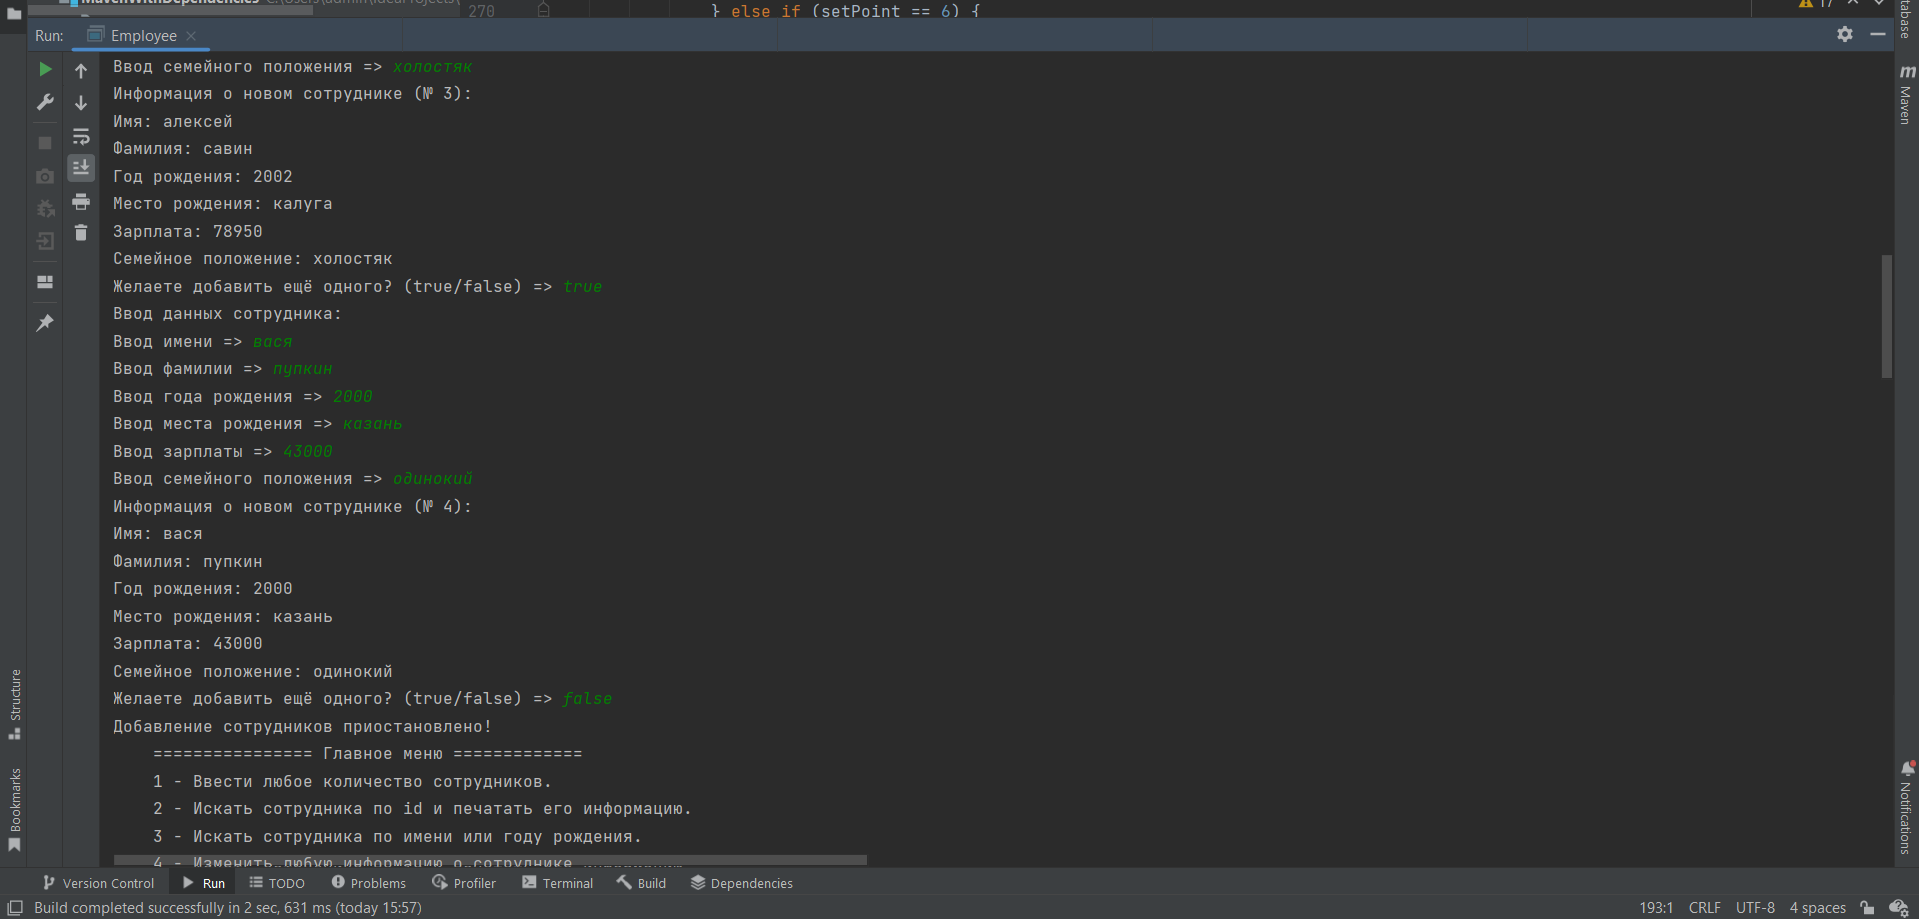 MavenWithDependencies C:\Users\admin\IdeaProjects\
270 } else if (setPoint == 6) {
17
Run: Employee
Ввод семейного положения => холостяк
Информация о новом сотруднике (№ 3):
Имя: алексей
Фамилия: савин
Год рождения: 2002
Место рождения: калуга
Зарплата: 78950
Семейное положение: холостяк
Желаете добавить ещё одного? (true/false) => true
Ввод данных сотрудника:
Ввод имени => вася
Ввод фамилии => пупкин
Ввод года рождения => 2000
Ввод места рождения => казань
Ввод зарплаты => 43000
Ввод семейного положения => одинокий
Информация о новом сотруднике (№ 4):
Имя: вася
Фамилия: пупкин
Год рождения: 2000
Место рождения: казань
Зарплата: 43000
Семейное положение: одинокий
Желаете добавить ещё одного? (true/false) => false
Добавление сотрудников приостановлено!
================ Главное меню =============
1 - Ввести любое количество сотрудников.
2 - Искать сотрудника по id и печатать его информацию.
3 - Искать сотрудника по имени или году рождения.
4 - Изменить любую информацию о сотруднике
Structure
Bookmarks
Maven
Notifications
Version Control Run TODO Problems Profiler Terminal Build Dependencies
Build completed successfully in 2 sec, 631 ms (today 15:57)
193:1 CRLF UTF-8 4 spaces